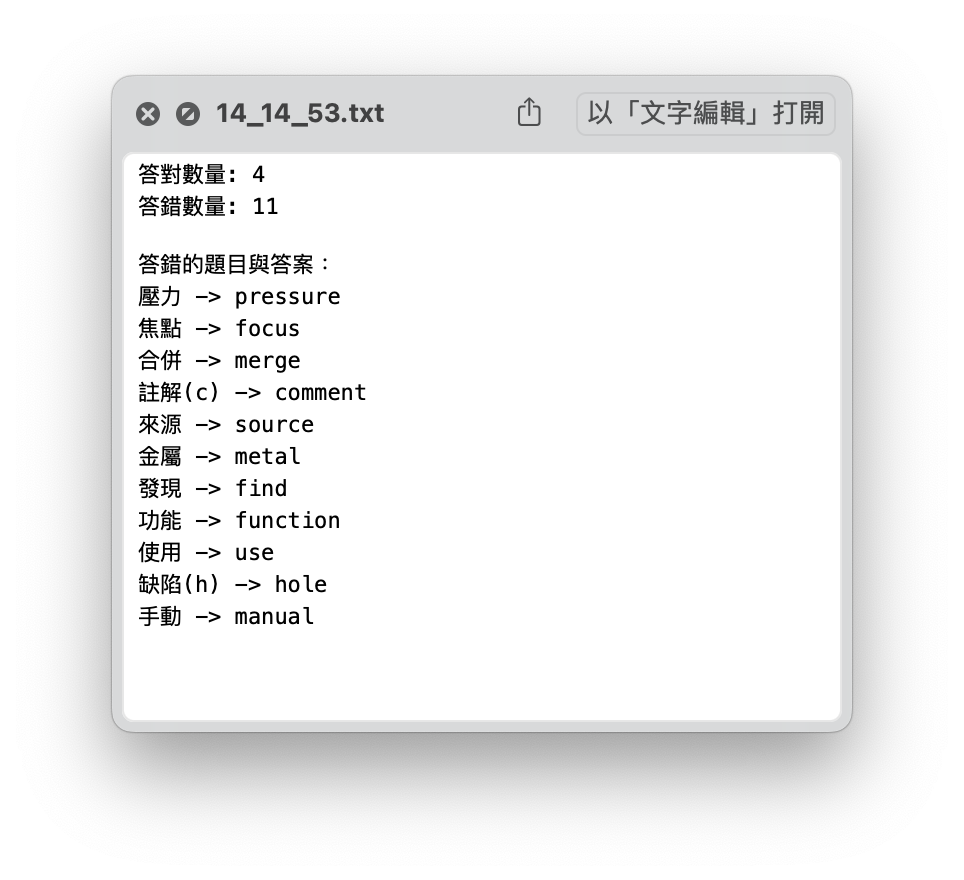 14_14_53.txt
以「文字編輯」打開
答對數量: 4
答錯數量: 11
答錯的題目與答案：
壓力 -> pressure
焦點 -> focus
合併 -> merge
註解(c) -> comment
來源 -> source
金屬 -> metal
發現 -> find
功能 -> function
使用 -> use
缺陷(h) -> hole
手動 -> manual